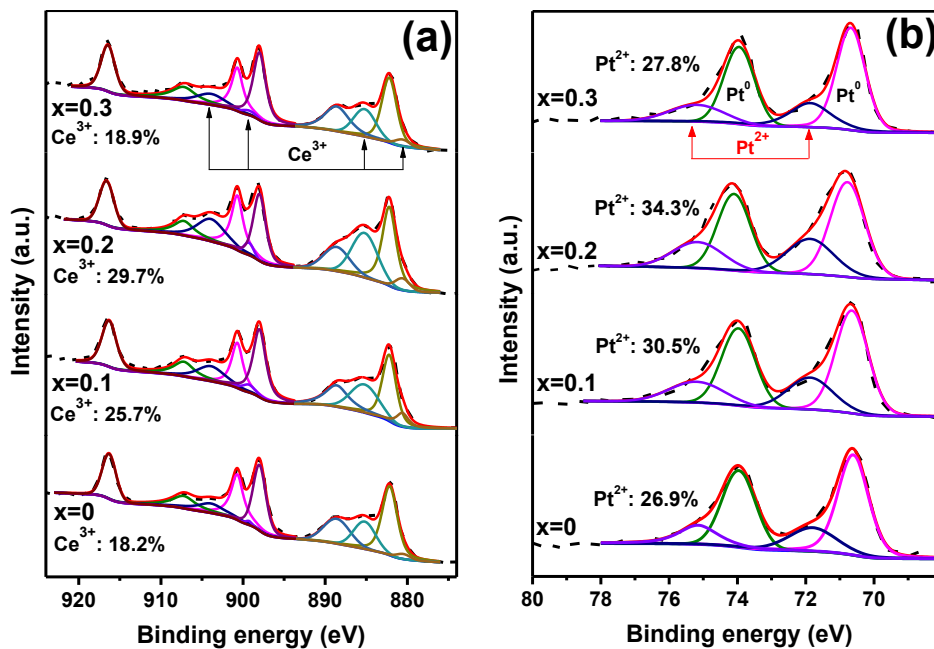 (a)
x=0.3
Ce3+: 18.9%
Ce3+
x=0.2
Ce3+: 29.7%
x=0.1
Ce3+: 25.7%
x=0
Ce3+: 18.2%
Intensity (a.u.)
920 910 900 890 880
Binding energy (eV)
(b)
Pt2+: 27.8%
Pt0
Pt0
x=0.3
Pt2+
Pt2+: 34.3%
x=0.2
Pt2+: 30.5%
x=0.1
Pt2+: 26.9%
x=0
Intensity (a.u.)
80 78 76 74 72 70
Binding energy (eV)